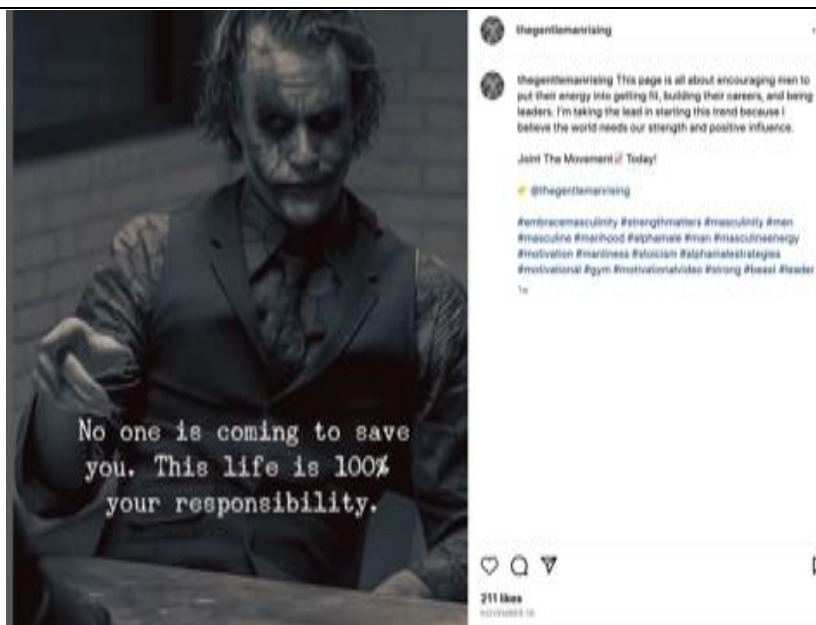 No one is coming to save
you. This life is 100%
your responsibility.
thegentlemanrising
thegentlemanrising This page is all about encouraging men to
put their energy into getting fit, building their careers, and being
leaders. I'm taking the lead in starting this trend because I
believe the world needs our strength and positive influence.
Joint The Movement Today!
@thegentlemanrising
#embracemasculinity #strengthmatters #masculinity #men
#masculine #manhood #alphamale #man #masculineenergy
#motivation #manliness #stoicism #alphamalestrategies
#motivational #gym #motivationalvideo #strong #beast #leader
1w
211 likes
NOVEMBER 16